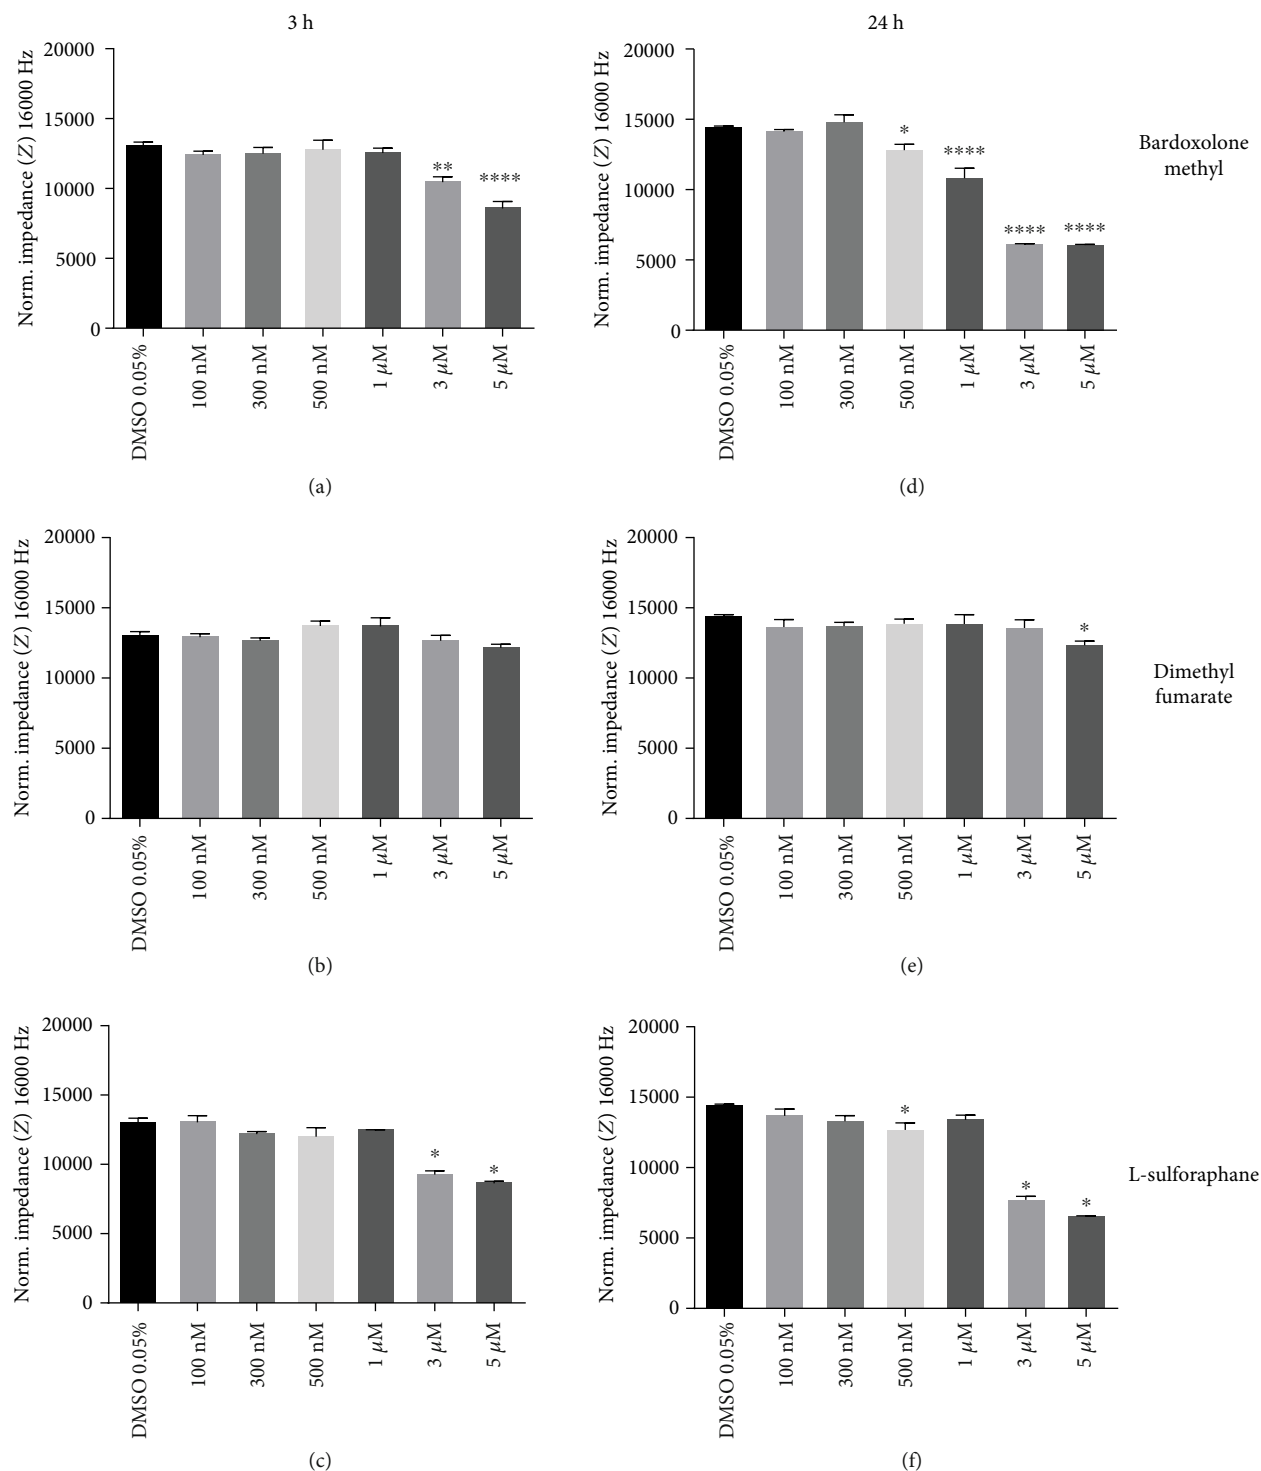 3 h
24 h
Norm. impedance (Z) 16000 Hz
20000
15000
10000
5000
0
**
****
DMSO 0.05%
100 nM
300 nM
500 nM
1 μM
3 μM
5 μM
(a)
Norm. impedance (Z) 16000 Hz
20000
15000
10000
5000
0
*
****
****
****
DMSO 0.05%
100 nM
300 nM
500 nM
1 μM
3 μM
5 μM
(d)
Bardoxolone
methyl
Norm. impedance (Z) 16000 Hz
20000
15000
10000
5000
0
DMSO 0.05%
100 nM
300 nM
500 nM
1 μM
3 μM
5 μM
(b)
Norm. impedance (Z) 16000 Hz
20000
15000
10000
5000
0
*
DMSO 0.05%
100 nM
300 nM
500 nM
1 μM
3 μM
5 μM
(e)
Dimethyl
fumarate
Norm. impedance (Z) 16000 Hz
20000
15000
10000
5000
0
*
*
DMSO 0.05%
100 nM
300 nM
500 nM
1 μM
3 μM
5 μM
(c)
Norm. impedance (Z) 16000 Hz
20000
15000
10000
5000
0
*
*
*
DMSO 0.05%
100 nM
300 nM
500 nM
1 μM
3 μM
5 μM
(f)
L-sulforaphane